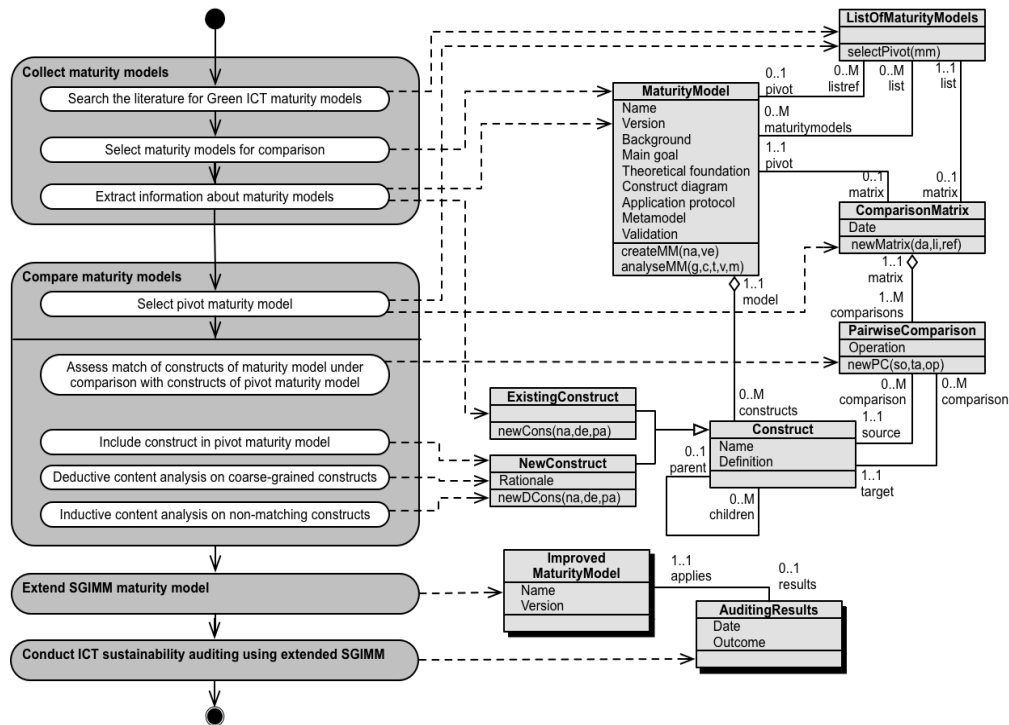 Collect maturity models
Search the literature for Green ICT maturity models
Select maturity models for comparison
Extract information about maturity models
Compare maturity models
Select pivot maturity model
Assess match of constructs of maturity model under
comparison with constructs of pivot maturity model
Include construct in pivot maturity model
Deductive content analysis on coarse-grained constructs
Inductive content analysis on non-matching constructs
Extend SGIMM maturity model
Conduct ICT sustainability auditing using extended SGIMM
ListOfMaturityModels
selectPivot(mm)
0..1
pivot
0..M
listref
0..M
list
1..1
list
0..M
maturitymodels
1..1
pivot
0..1
matrix
0..1
matrix
MaturityModel
Name
Version
Background
Main goal
Theoretical foundation
Construct diagram
Application protocol
Metamodel
Validation
createMM(na,ve)
analyseMM(g,c,t,v,m)
1..1
model
ComparisonMatrix
Date
newMatrix(da,li,ref)
1..1
matrix
1..M
comparisons
PairwiseComparison
Operation
newPC(so,ta,op)
0..M
comparison
0..M
comparison
1..1
source
1..1
target
0..M
constructs
ExistingConstruct
newCons(na,de,pa)
NewConstruct
Rationale
newDCons(na,de,pa)
Construct
Name
Definition
0..1
parent
0..M
children
Improved
MaturityModel
Name
Version
1..1
applies
0..1
results
AuditingResults
Date
Outcome